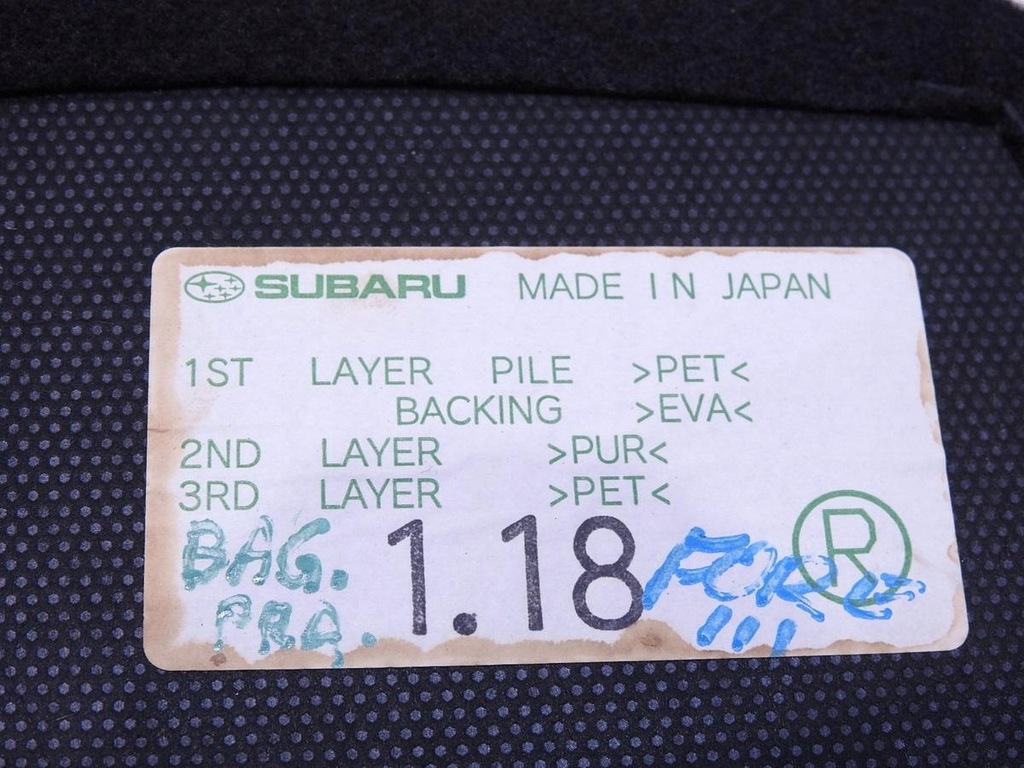 SUBARU MADE IN JAPAN
1ST LAYER PILE >PET<
BACKING >EVA<
2ND LAYER >PUR<
3RD LAYER >PET<
BAG. 1.18 R
PRA.